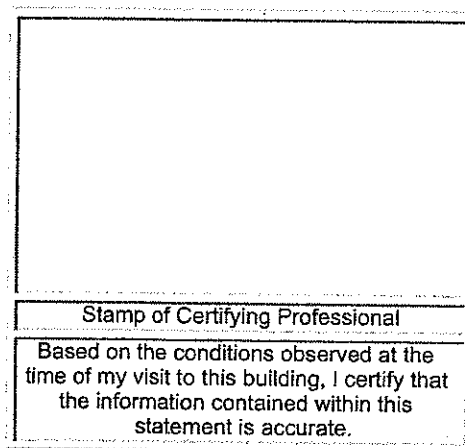 Stamp of Certifying Professional
Based on the conditions observed at the
time of my visit to this building, I certify that
the information contained within this
statement is accurate.